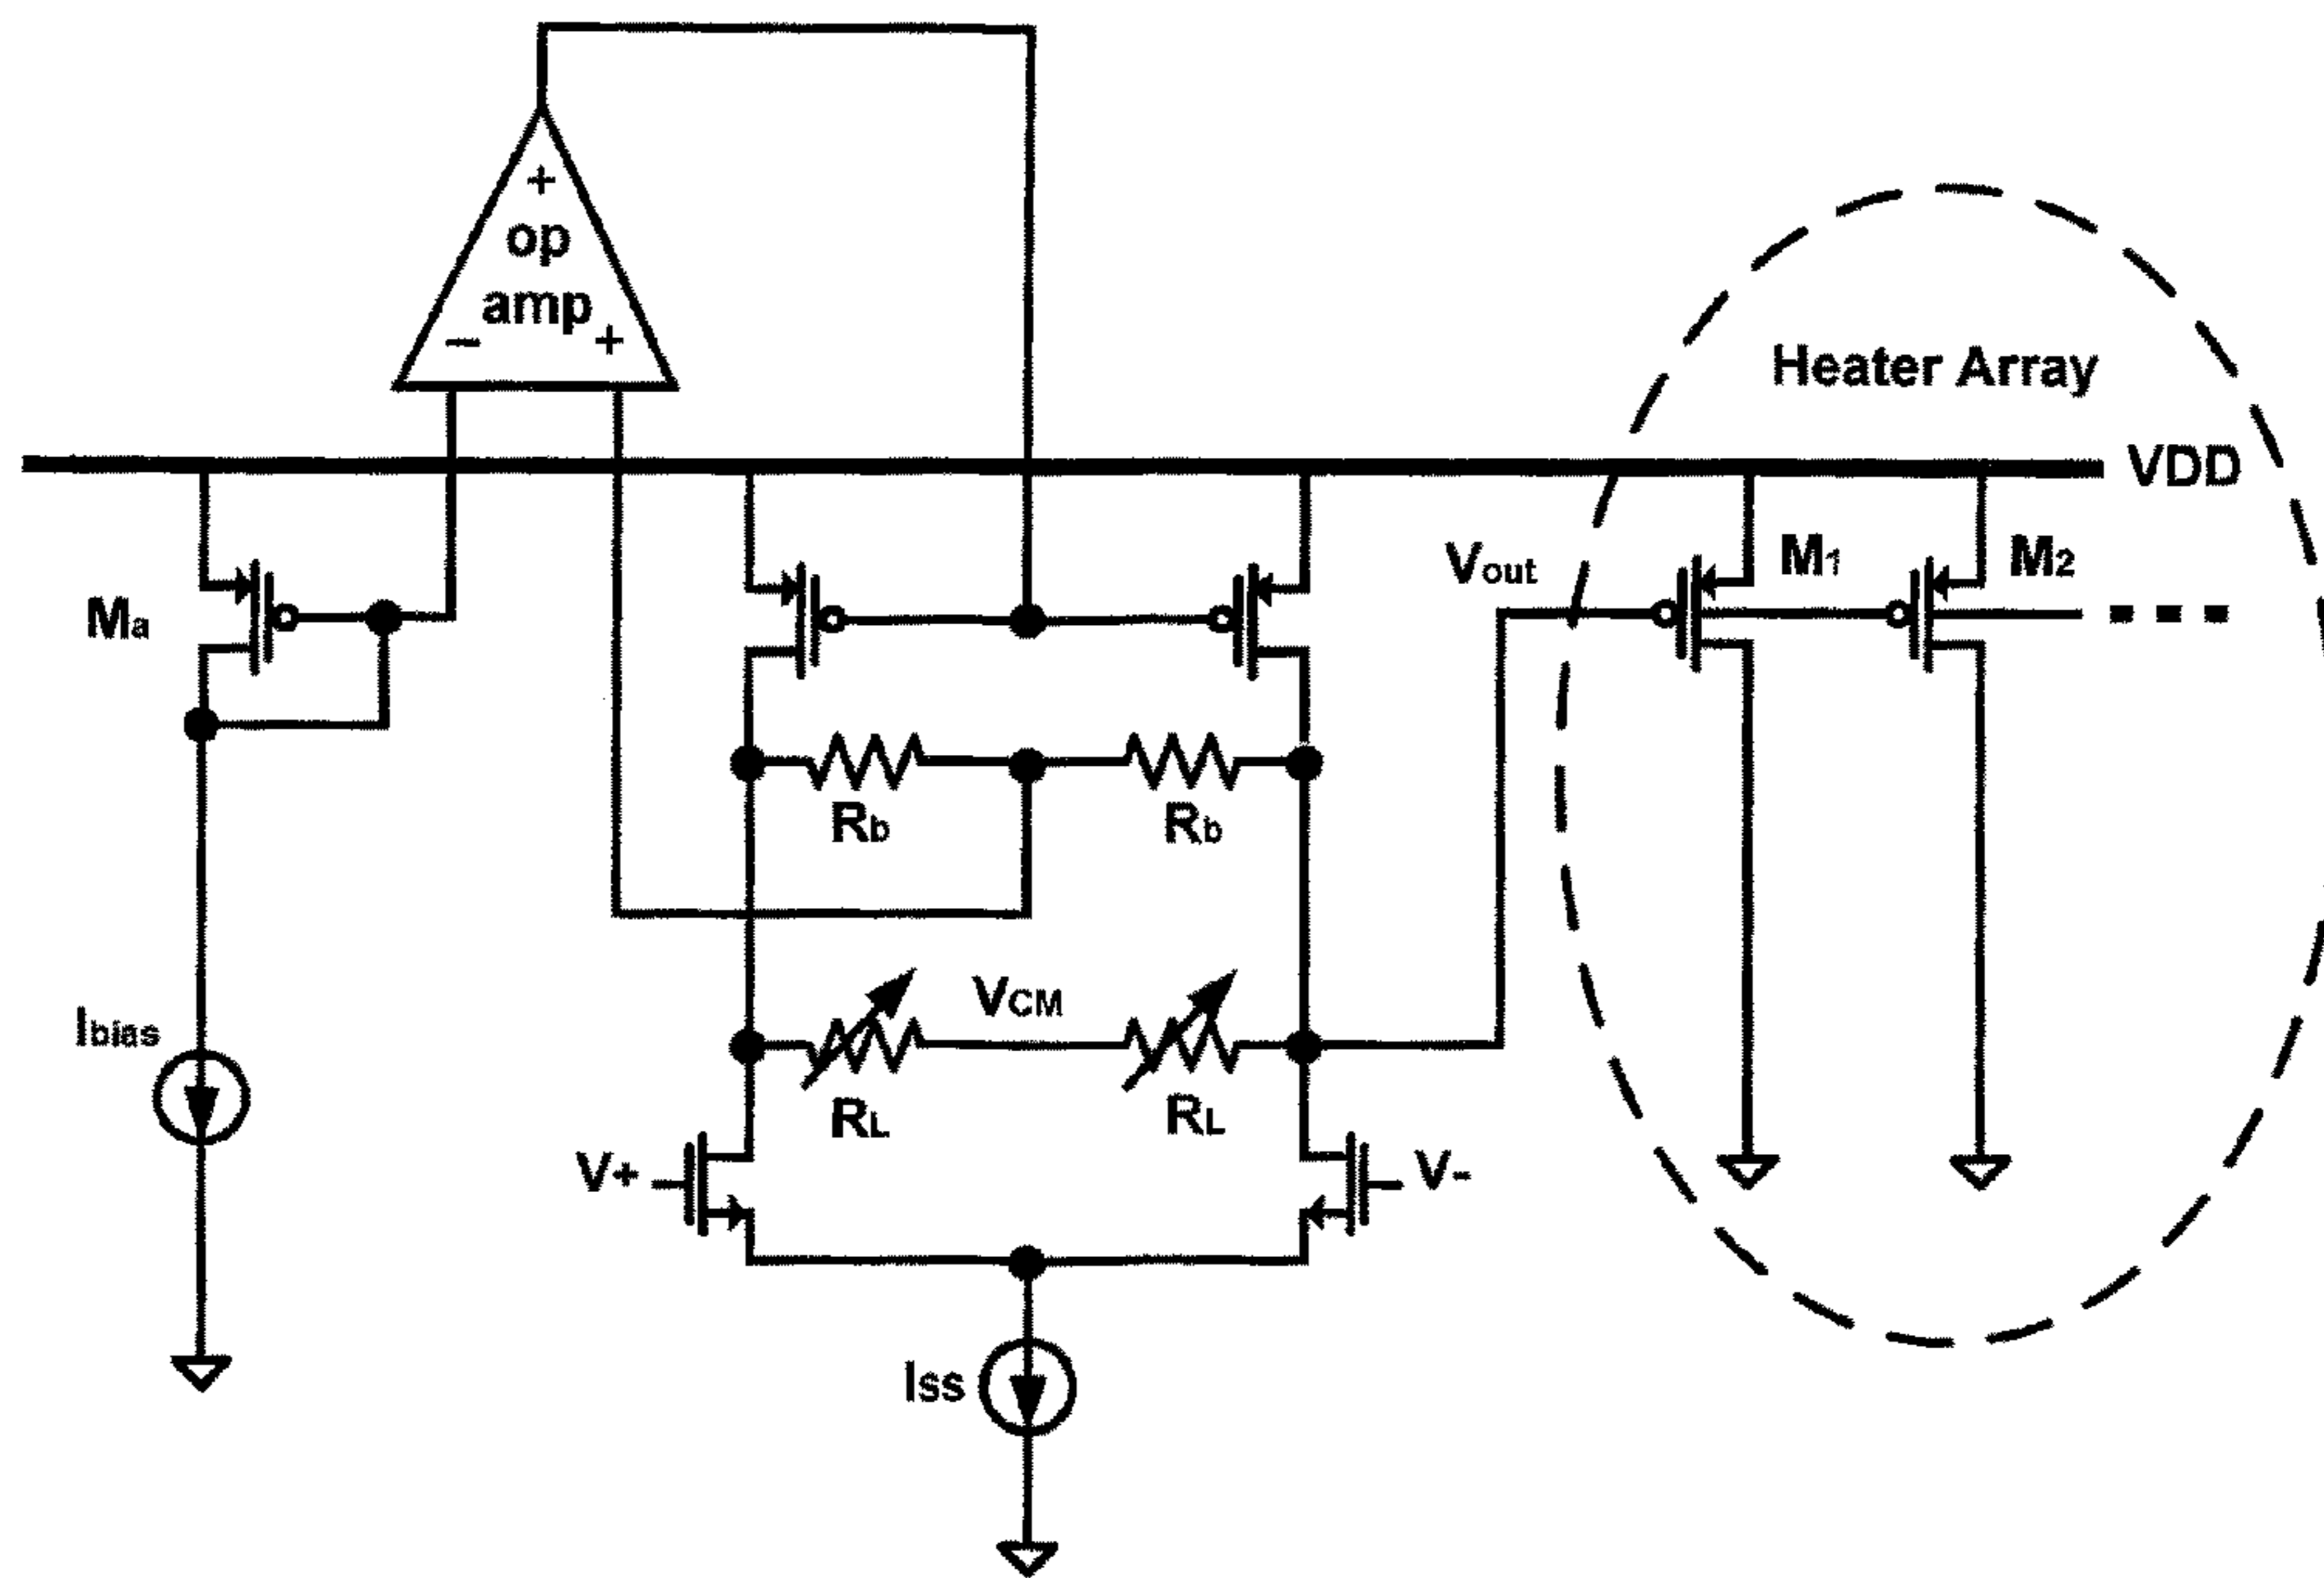 +
op
amp
− +
Heater Array
VDD
Ma
Vout
M1
M2
Rb
Rb
VCM
Ibias
RL
RL
V+
V-
Iss